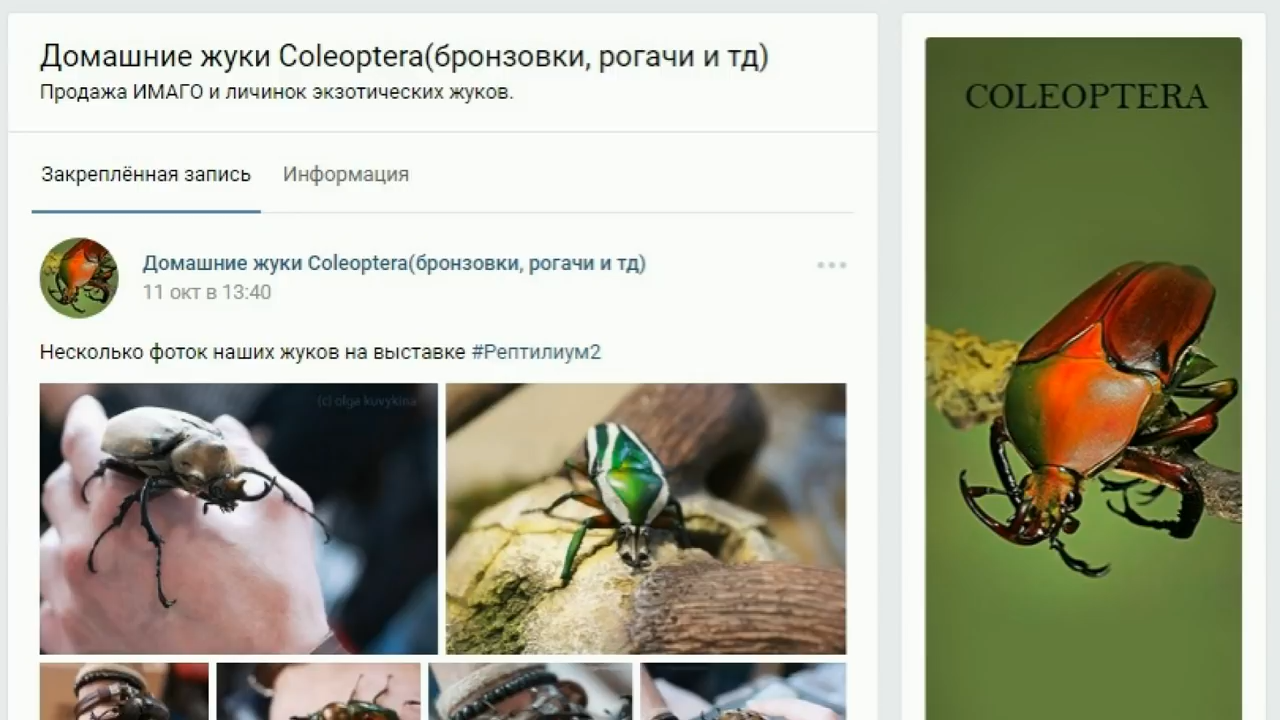 Домашние жуки Coleoptera(бронзовки, рогачи и тд)
Продажа ИМАГО и личинок экзотических жуков.
Закреплённая запись
Информация
Домашние жуки Coleoptera(бронзовки, рогачи и тд)
11 окт в 13:40
Несколько фоток наших жуков на выставке #Рептилиум2
(c) olga kuvykina
COLEOPTERA